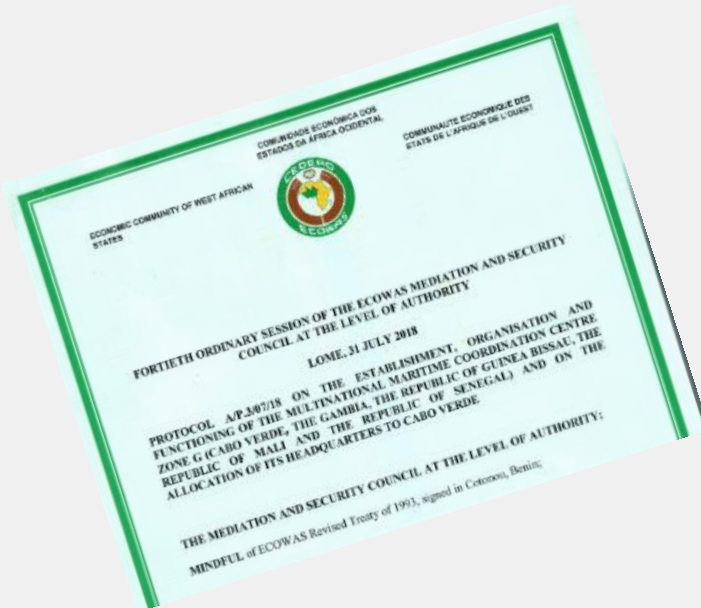 COMUNIDADE ECONÓMICA DOS
ESTADOS DA ÁFRICA OCIDENTAL
COMMUNAUTE ECONOMIQUE DES
ETATS DE L'AFRIQUE DE L'OUEST
ECONOMIC COMMUNITY OF WEST AFRICAN
STATES
CEDEAO
ECOWAS
FORTIETH ORDINARY SESSION OF THE ECOWAS MEDIATION AND SECURITY
COUNCIL AT THE LEVEL OF AUTHORITY
LOME, 31 JULY 2018
PROTOCOL A/P.3/07/18 ON THE ESTABLISHMENT, ORGANISATION AND
FUNCTIONING OF THE MULTINATIONAL MARITIME COORDINATION CENTRE
ZONE G (CABO VERDE, THE GAMBIA, THE REPUBLIC OF GUINEA BISSAU, THE
REPUBLIC OF MALI AND THE REPUBLIC OF SENEGAL) AND ON THE
ALLOCATION OF ITS HEADQUARTERS TO CABO VERDE
THE MEDIATION AND SECURITY COUNCIL AT THE LEVEL OF AUTHORITY;
MINDFUL of ECOWAS Revised Treaty of 1993, signed in Cotonou, Benin;